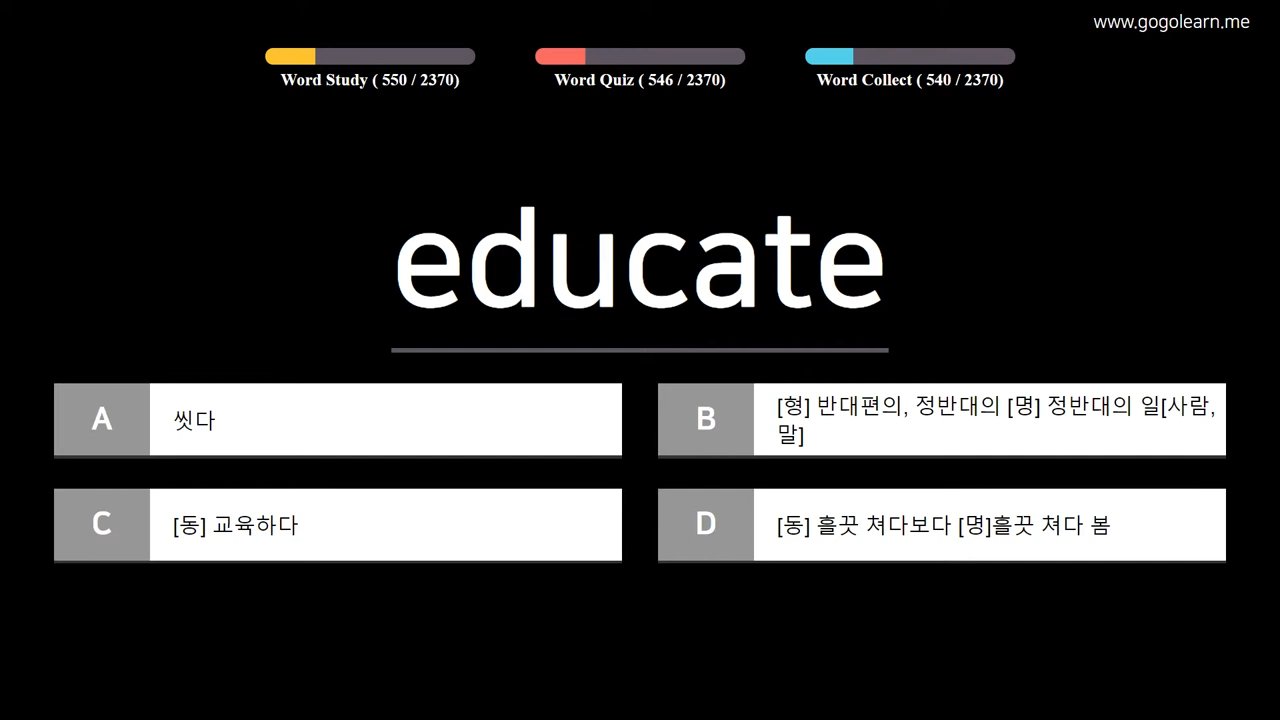 www.gogolearn.me
Word Study ( 550 / 2370)
Word Quiz ( 546 / 2370)
Word Collect ( 540 / 2370)
educate
A
씻다
B
[형] 반대편의, 정반대의 [명] 정반대의 일[사람,
말]
C
[동] 교육하다
D
[동] 흘끗 쳐다보다 [명]흘끗 쳐다 봄